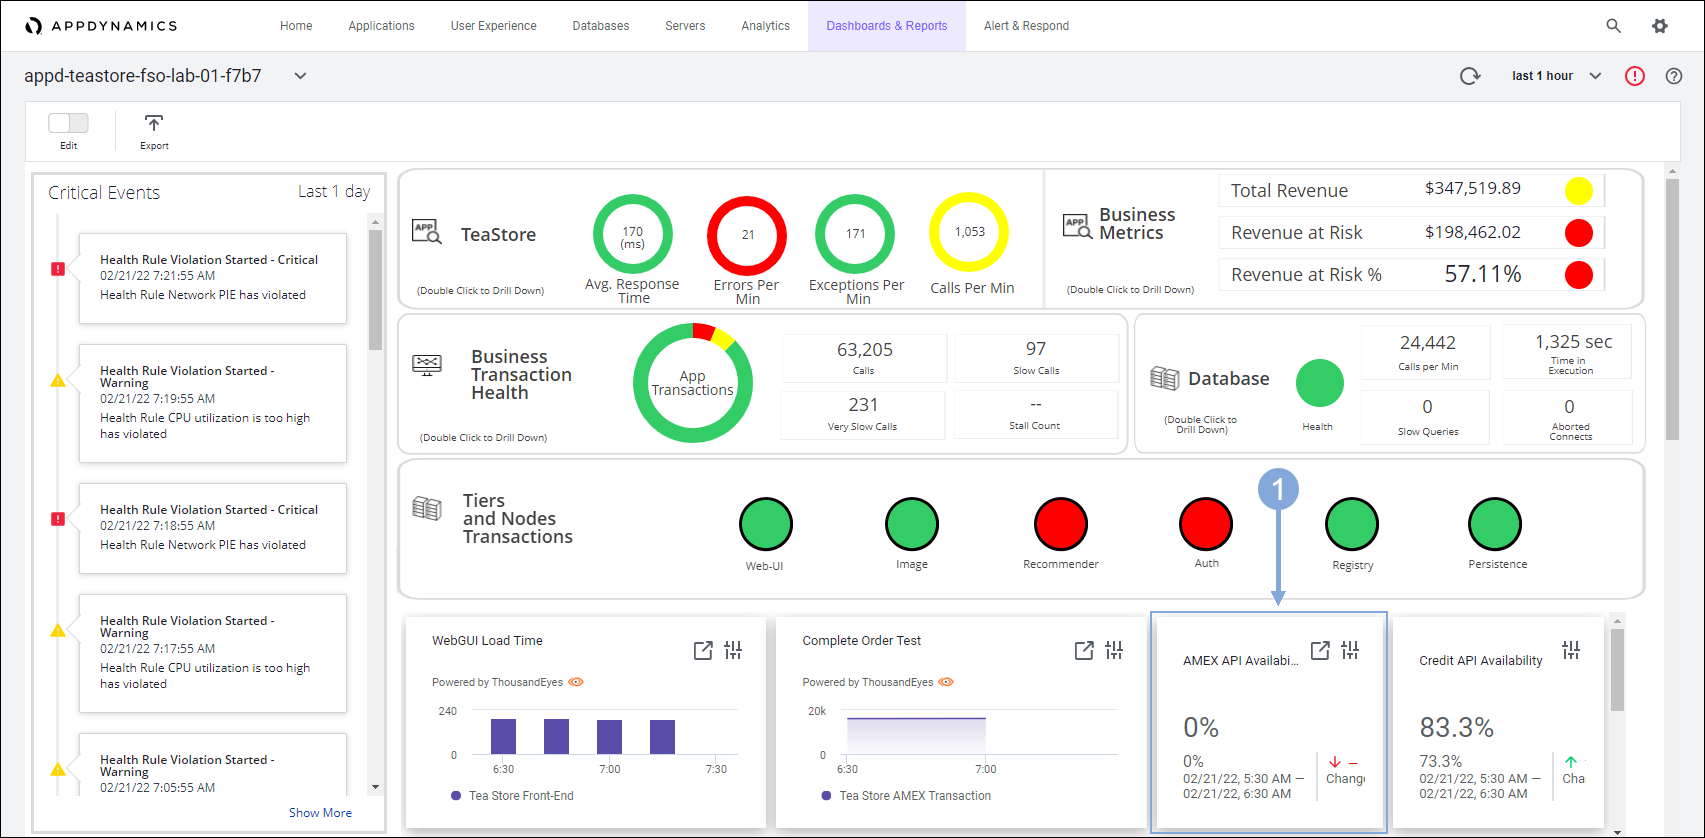 APPDYNAMICS
Home
Applications
User Experience
Databases
Servers
Analytics
Dashboards & Reports
Alert & Respond
appd-teastore-fso-lab-01-f7b7
last 1 hour
Edit
Export
Critical Events
Last 1 day
Health Rule Violation Started - Critical
02/21/22 7:21:55 AM
Health Rule Network PIE has violated
Health Rule Violation Started -
Warning
02/21/22 7:19:55 AM
Health Rule CPU utilization is too high
has violated
Health Rule Violation Started - Critical
02/21/22 7:18:55 AM
Health Rule Network PIE has violated
Health Rule Violation Started -
Warning
02/21/22 7:17:55 AM
Health Rule CPU utilization is too high
has violated
Health Rule Violation Started -
Warning
02/21/22 7:05:55 AM
Show More
APP
TeaStore
(Double Click to Drill Down)
170
(ms)
Avg. Response
Time
21
Errors Per
Min
171
Exceptions Per
Min
1,053
Calls Per Min
APP
Business
Metrics
(Double Click to Drill Down)
Total Revenue
$347,519.89
Revenue at Risk
$198,462.02
Revenue at Risk %
57.11%
Business
Transaction
Health
(Double Click to Drill Down)
App
Transactions
63,205
Calls
97
Slow Calls
231
Very Slow Calls
--
Stall Count
Database
(Double Click to
Drill Down)
Health
24,442
Calls per Min
1,325 sec
Time in
Execution
0
Slow Queries
0
Aborted
Connects
Tiers
and Nodes
Transactions
Web-UI
Image
Recommender
Auth
Registry
Persistence
1
WebGUI Load Time
Powered by ThousandEyes
240
0
6:30
7:00
7:30
Tea Store Front-End
Complete Order Test
Powered by ThousandEyes
20k
0
6:30
7:00
Tea Store AMEX Transaction
AMEX API Availabi...
0%
0%
02/21/22, 5:30 AM –
02/21/22, 6:30 AM
–
Change
Credit API Availability
83.3%
73.3%
02/21/22, 5:30 AM –
02/21/22, 6:30 AM
Cha